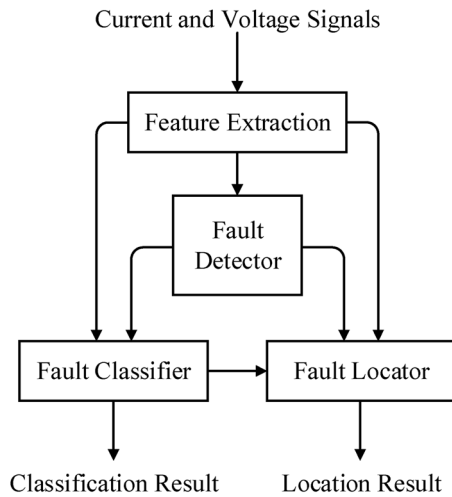 Current and Voltage Signals
Feature Extraction
Fault
Detector
Fault Classifier
Fault Locator
Classification Result
Location Result